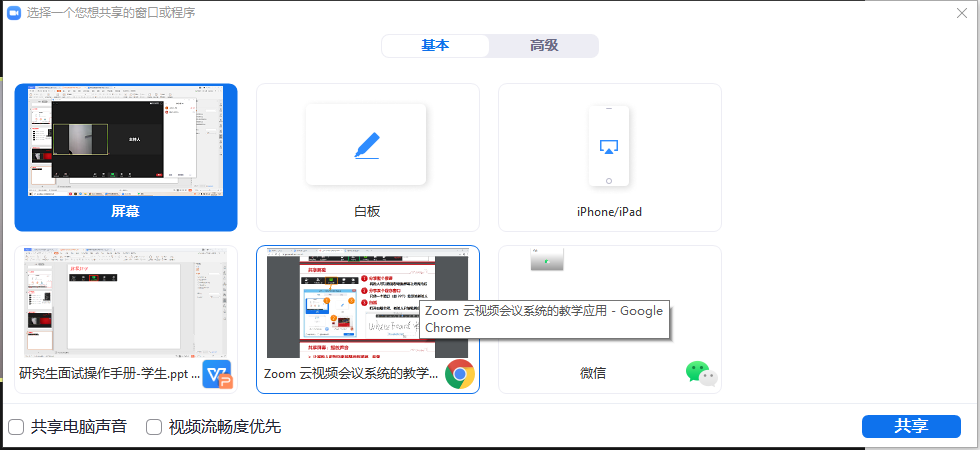 选择一个您想共享的窗口或程序
基本
高级
屏幕
白板
iPhone/iPad
研究生面试操作手册-学生.ppt ...
Zoom 云视频会议系统的教学...
微信
Zoom 云视频会议系统的教学应用 - Google
Chrome
共享电脑声音
视频流畅度优先
共享